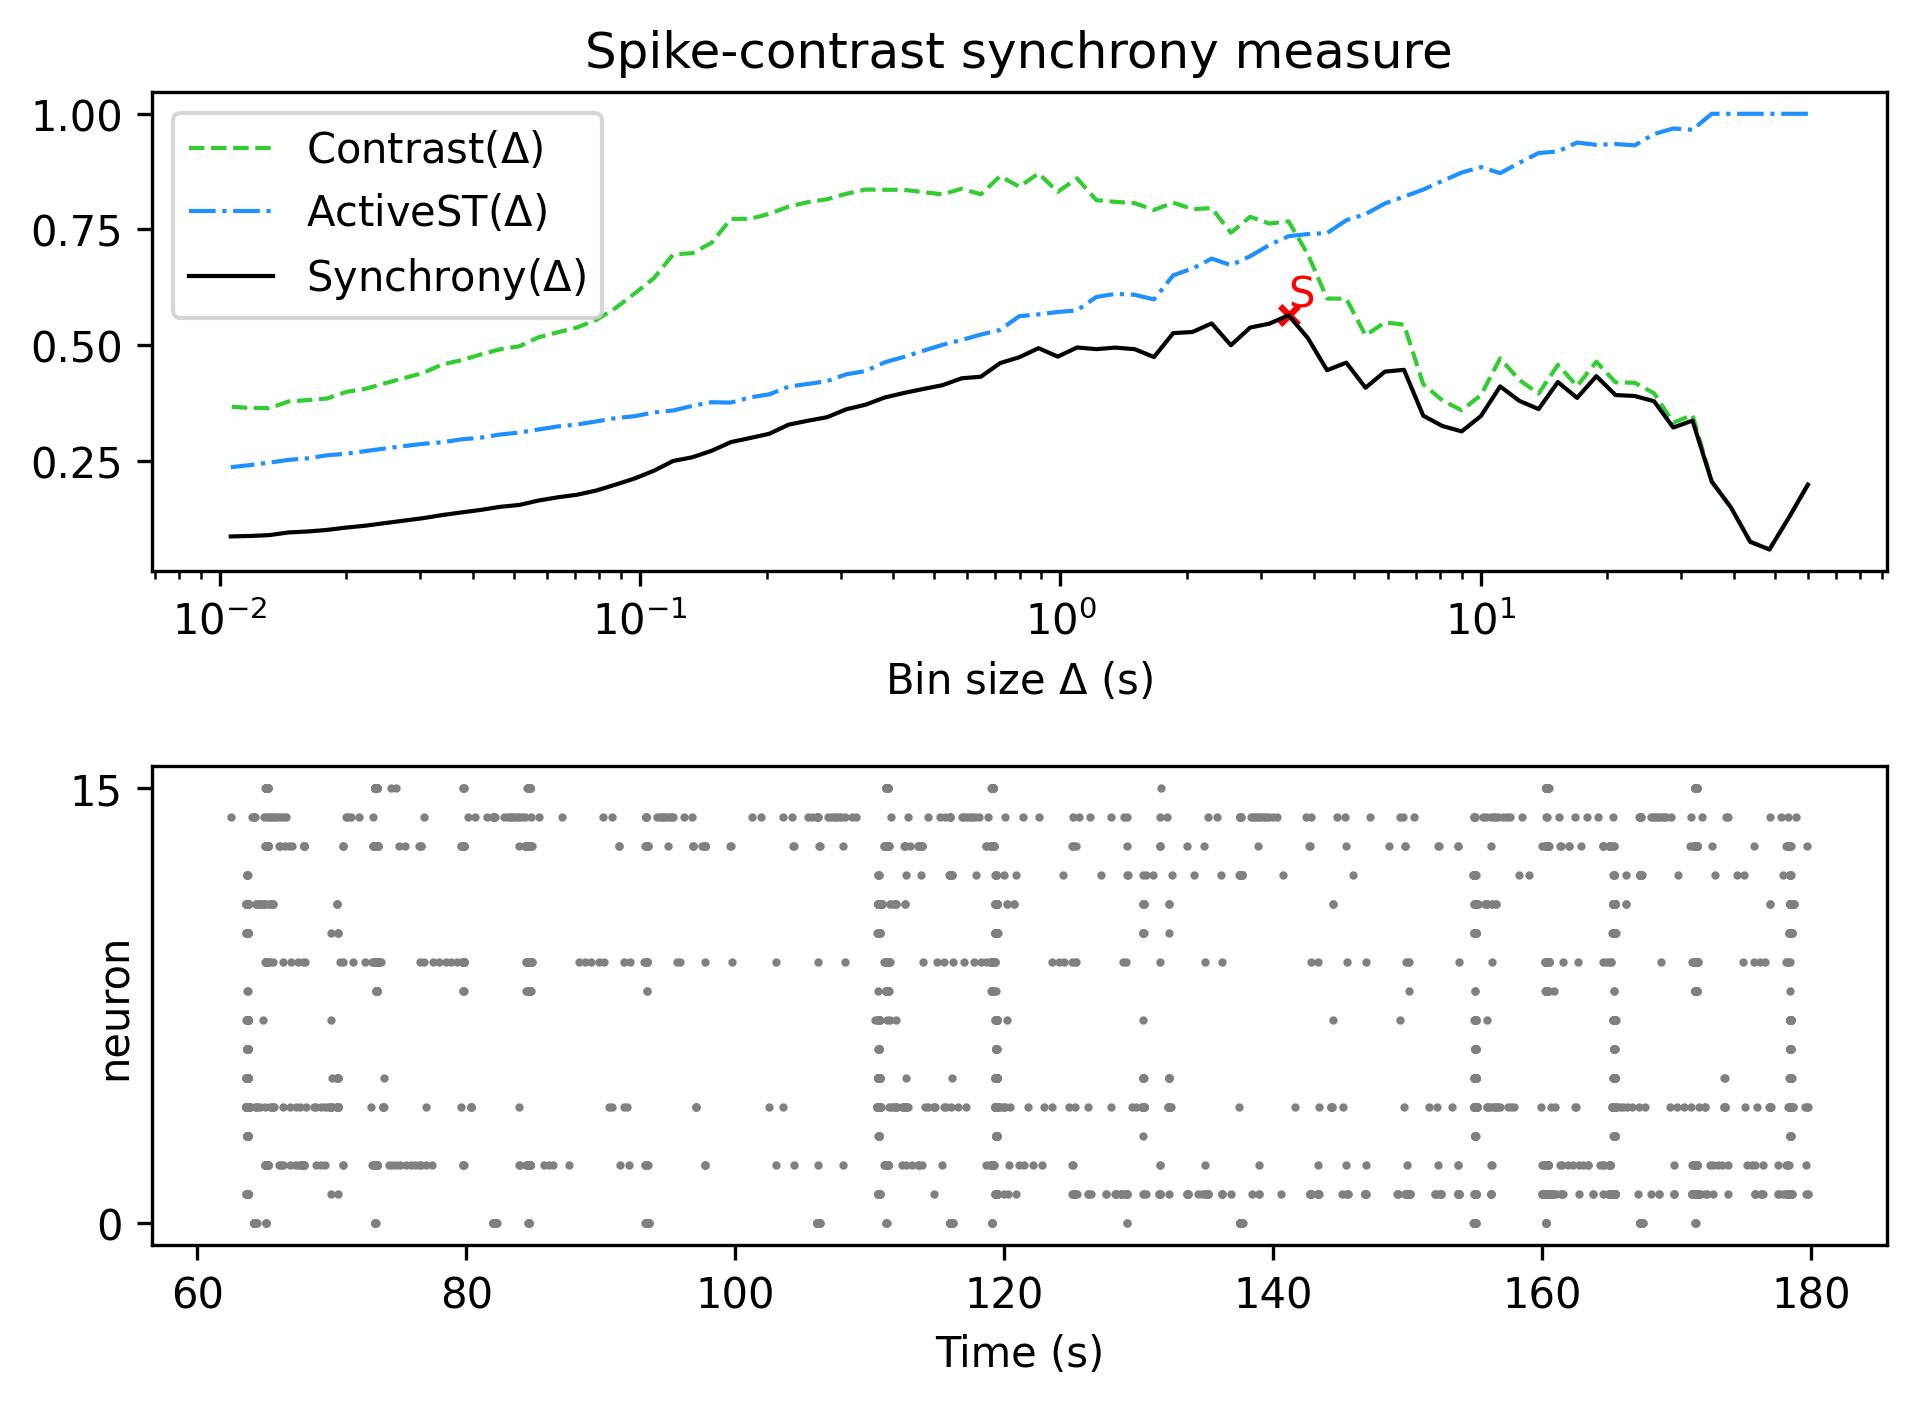 Spike-contrast synchrony measure
1.00
0.75
0.50
0.25
Contrast(Δ)
ActiveST(Δ)
Synchrony(Δ)
S
10⁻² 10⁻¹ 10⁰ 10¹
Bin size Δ (s)
15
0
neuron
60 80 100 120 140 160 180
Time (s)